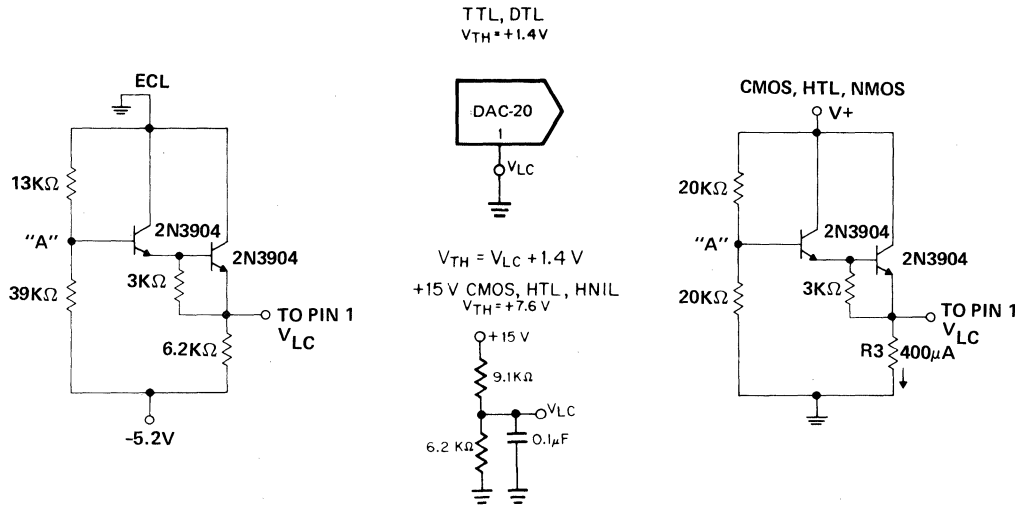 TTL, DTL
VTH = +1.4V
ECL
13KΩ
"A"
39KΩ
2N3904
2N3904
3KΩ
TO PIN 1
VLC
6.2KΩ
-5.2V
DAC-20
1
VLC
VTH = VLC + 1.4 V
+15 V CMOS, HTL, HNIL
VTH = +7.6 V
+15 V
9.1KΩ
VLC
6.2 KΩ
0.1μF
CMOS, HTL, NMOS
V+
20KΩ
"A"
20KΩ
2N3904
2N3904
3KΩ
TO PIN 1
VLC
R3
400μA